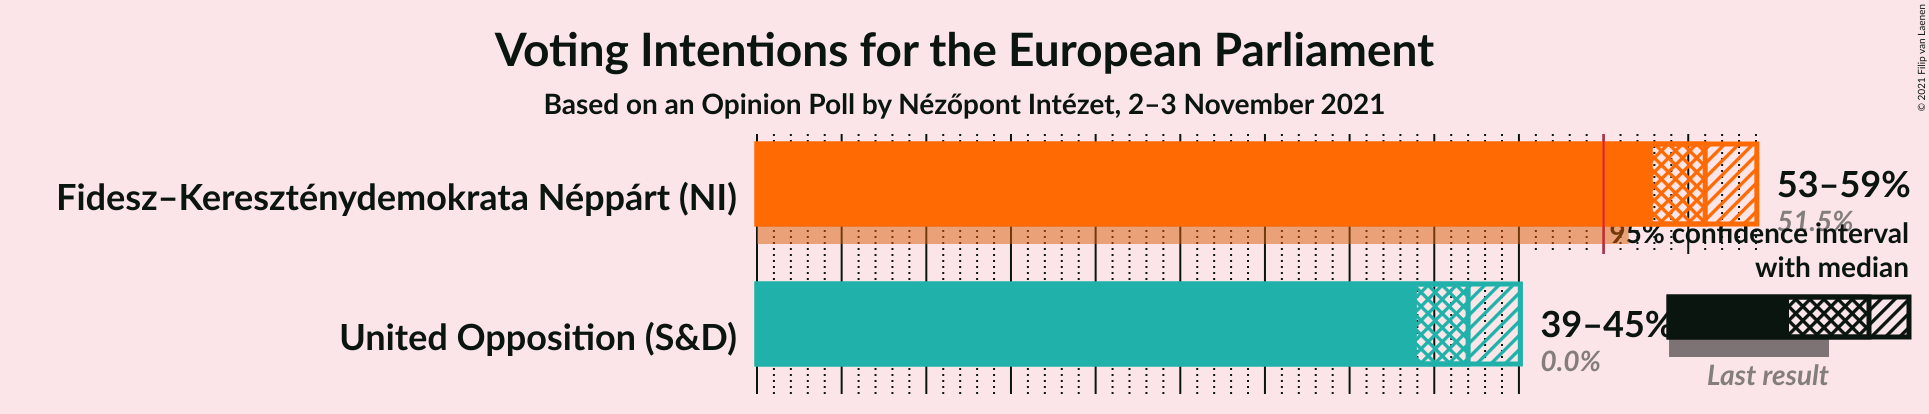 Voting Intentions for the European Parliament
Based on an Opinion Poll by Nézőpont Intézet, 2–3 November 2021
© 2021 Filip van Laenen
Fidesz–Kereszténydemokrata Néppárt (NI)
53–59%
51.5%
95% confidence interval
with median
United Opposition (S&D)
39–45%
0.0%
Last result